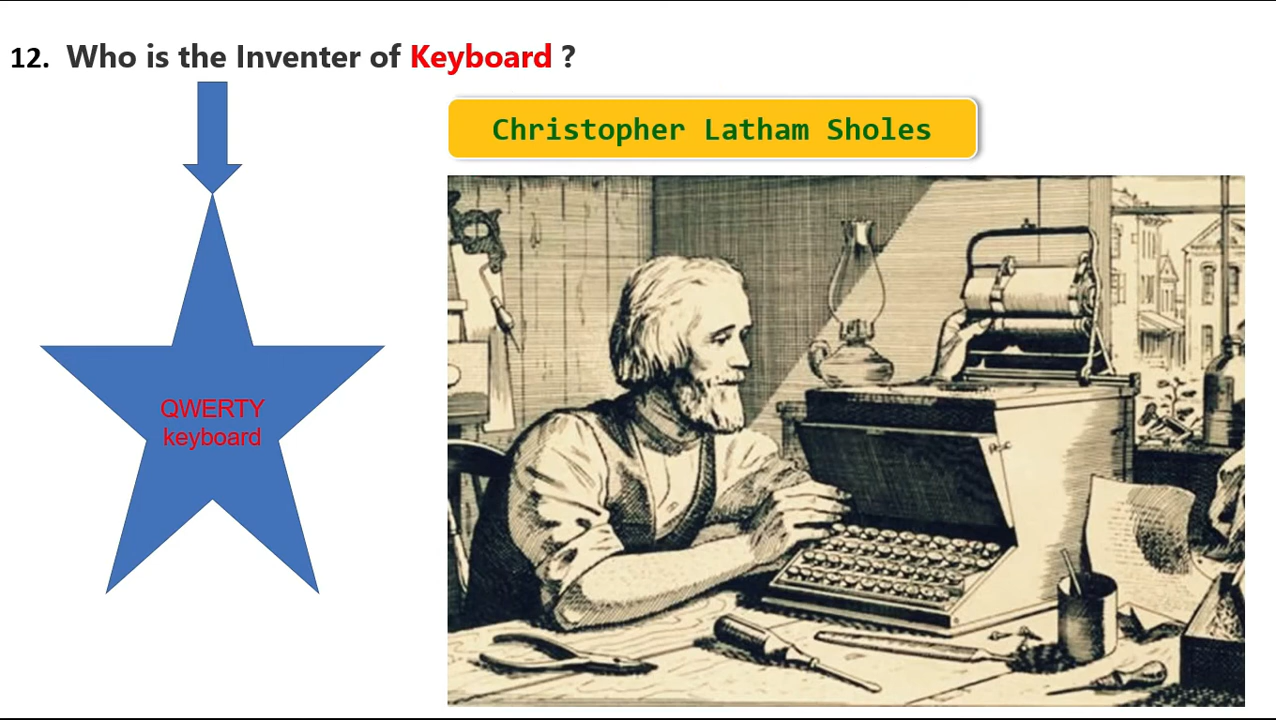 12. Who is the Inventer of Keyboard ?
Christopher Latham Sholes
QWERTY
keyboard